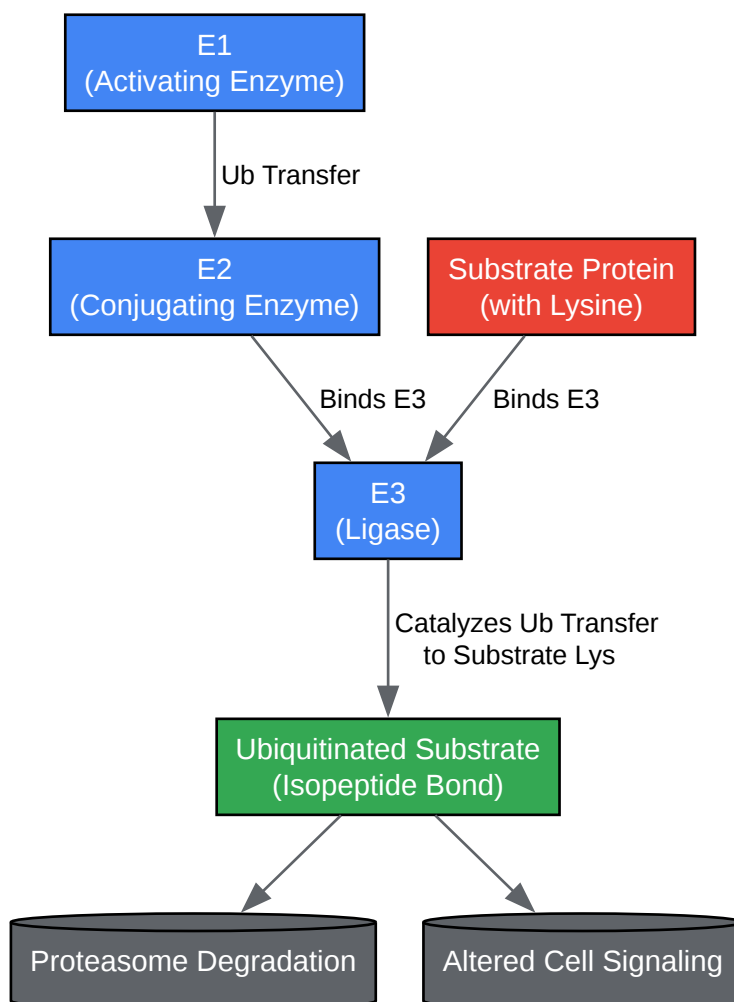 E1
(Activating Enzyme)
Ub Transfer
E2
(Conjugating Enzyme)
Substrate Protein
(with Lysine)
Binds E3
Binds E3
E3
(Ligase)
Catalyzes Ub Transfer
to Substrate Lys
Ubiquitinated Substrate
(Isopeptide Bond)
Proteasome Degradation
Altered Cell Signaling